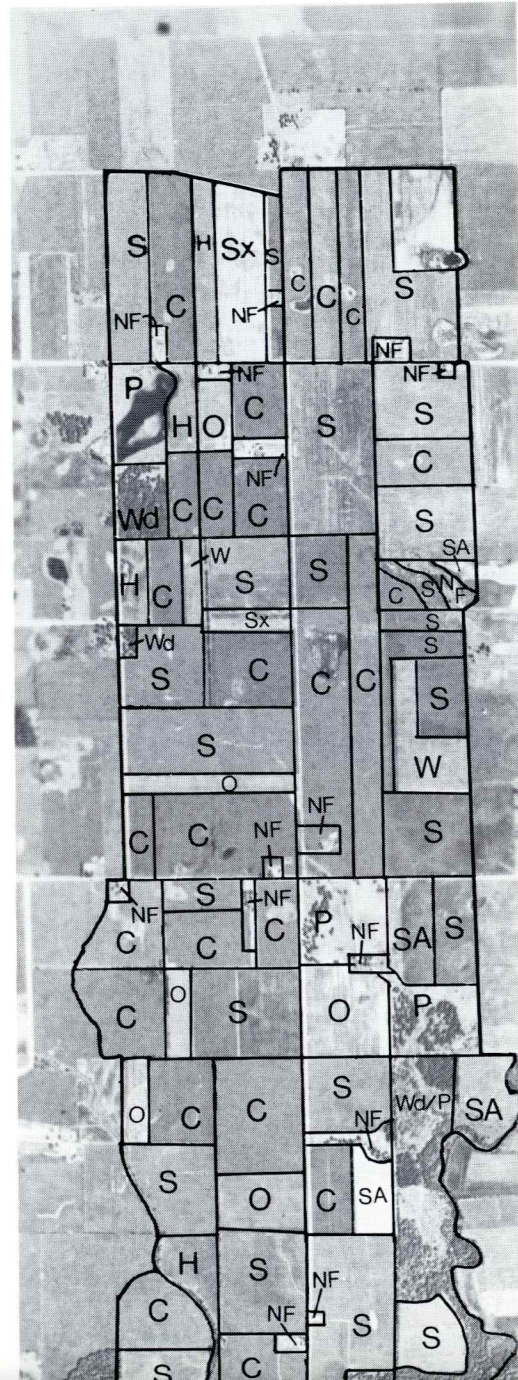 S C H Sx S C C C S
NF NF NF
P NF NF
H O C S S
C
NF
Wd C C C S
SA
H C W S S C S N F
Sx S
Wd S
S C C C S
S W
O
C C NF NF S
NF S NF P NF SA S
C C C
C O S O P
O C C S Wd/P SA
NF
S O C SA
H S NF
C NF S S
S C